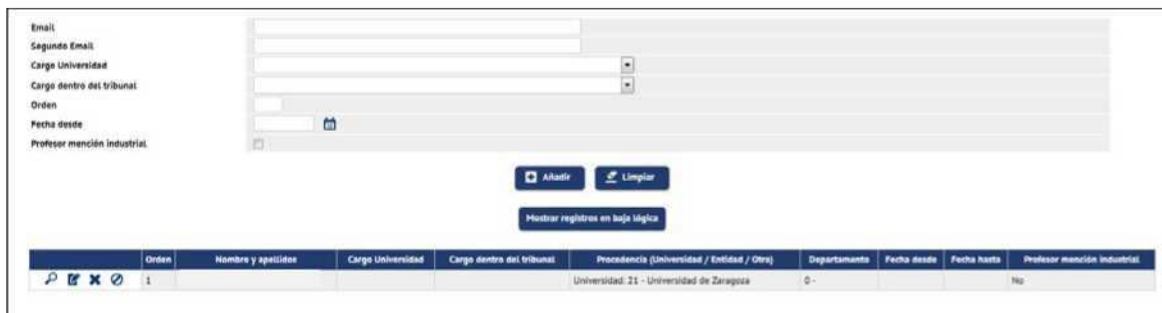 Email
Segundo Email
Cargo Universidad
Cargo dentro del tribunal
Orden
Fecha desde
Profesor mención industrial
Añadir Limpiar
Mostrar registros en baja lógica
Orden Nombre y apellidos Cargo Universidad Cargo dentro del tribunal Procedencia (Universidad / Entidad / Otro) Departamento Fecha desde Fecha hasta Profesor mención industrial
1 Universidad: 21 - Universidad de Zaragoza 0 - No